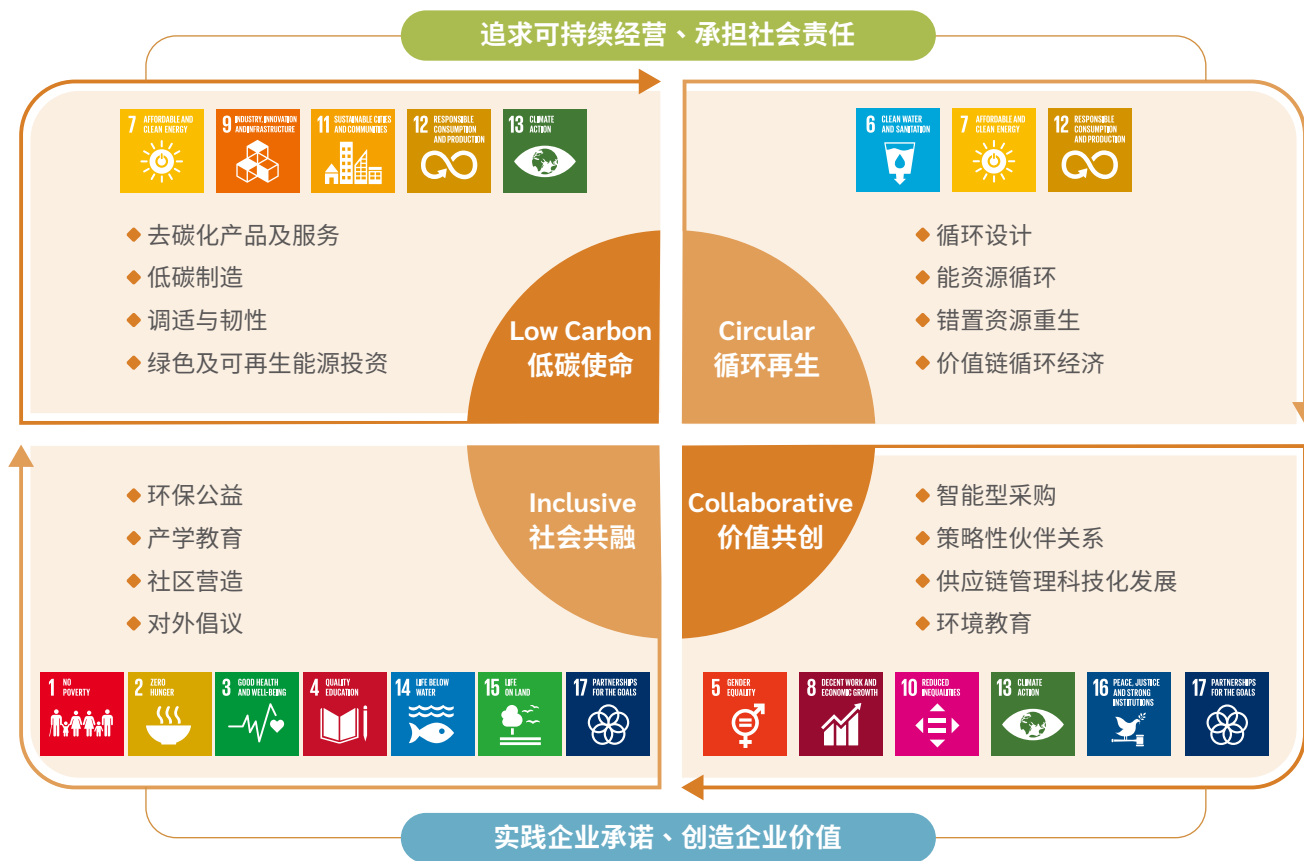 追求可持续经营、承担社会责任
7 AFFORDABLE AND
CLEAN ENERGY
9 INDUSTRY, INNOVATION
AND INFRASTRUCTURE
11 SUSTAINABLE CITIES
AND COMMUNITIES
12 RESPONSIBLE
CONSUMPTION
AND PRODUCTION
13 CLIMATE
ACTION
去碳化产品及服务
低碳制造
调适与韧性
绿色及可再生能源投资
Low Carbon
低碳使命
6 CLEAN WATER
AND SANITATION
7 AFFORDABLE AND
CLEAN ENERGY
12 RESPONSIBLE
CONSUMPTION
AND PRODUCTION
循环设计
能资源循环
错置资源重生
价值链循环经济
Circular
循环再生
环保公益
产学教育
社区营造
对外倡议
Inclusive
社会共融
1 NO
POVERTY
2 ZERO
HUNGER
3 GOOD HEALTH
AND WELL-BEING
4 QUALITY
EDUCATION
14 LIFE BELOW
WATER
15 LIFE
ON LAND
17 PARTNERSHIPS
FOR THE GOALS
Collaborative
价值共创
智能型采购
策略性伙伴关系
供应链管理科技化发展
环境教育
5 GENDER
EQUALITY
8 DECENT WORK AND
ECONOMIC GROWTH
10 REDUCED
INEQUALITIES
13 CLIMATE
ACTION
16 PEACE, JUSTICE
AND STRONG
INSTITUTIONS
17 PARTNERSHIPS
FOR THE GOALS
实践企业承诺、创造企业价值